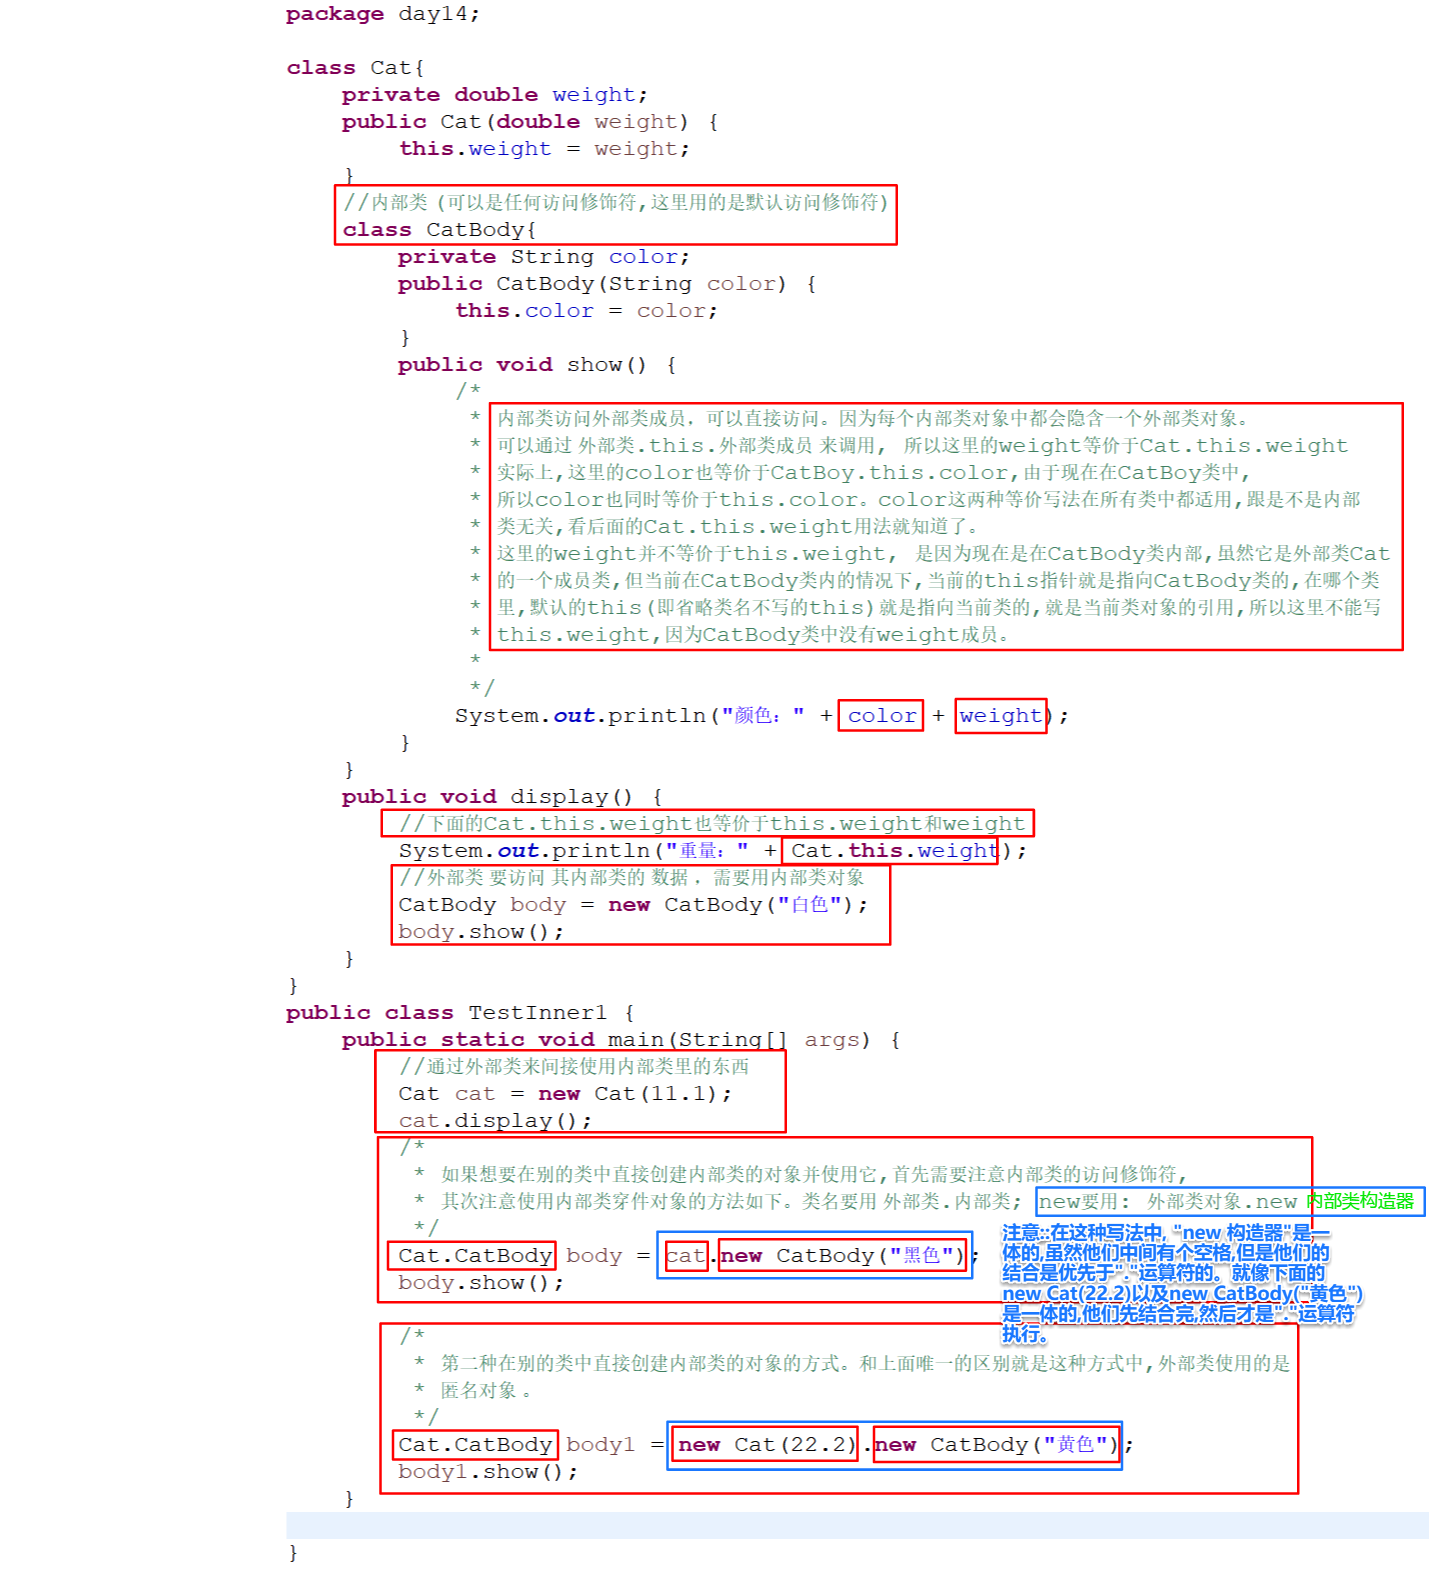 package day14;
class Cat{
private double weight;
public Cat(double weight) {
this.weight = weight;
}
//内部类 (可以是任何访问修饰符,这里用的是默认访问修饰符)
class CatBody{
private String color;
public CatBody(String color) {
this.color = color;
}
public void show() {
/*
* 内部类访问外部类成员，可以直接访问。因为每个内部类对象中都会隐含一个外部类对象。
* 可以通过 外部类.this.外部类成员 来调用, 所以这里的weight等价于Cat.this.weight
* 实际上,这里的color也等价于CatBoy.this.color,由于现在在CatBoy类中,
* 所以color也同时等价于this.color。color这两种等价写法在所有类中都适用,跟是不是内部
* 类无关,看后面的Cat.this.weight用法就知道了。
* 这里的weight并不等价于this.weight, 是因为现在是在CatBody类内部,虽然它是外部类Cat
* 的一个成员类,但当前在CatBody类内的情况下,当前的this指针就是指向CatBody类的,在哪个类
* 里,默认的this(即省略类名不写的this)就是指向当前类的,就是当前类对象的引用,所以这里不能写
* this.weight,因为CatBody类中没有weight成员。
*
*/
System.out.println("颜色：" + color + weight);
}
}
public void display() {
//下面的Cat.this.weight也等价于this.weight和weight
System.out.println("重量：" + Cat.this.weight);
//外部类 要访问 其内部类的 数据 ，需要用内部类对象
CatBody body = new CatBody("白色");
body.show();
}
}
public class TestInner1 {
public static void main(String[] args) {
//通过外部类来间接使用内部类里的东西
Cat cat = new Cat(11.1);
cat.display();
/*
* 如果想要在别的类中直接创建内部类的对象并使用它,首先需要注意内部类的访问修饰符,
* 其次注意使用内部类穿件对象的方法如下。类名要用 外部类.内部类; new要用: 外部类对象.new 内部类构造器
*/
Cat.CatBody body = cat.new CatBody("黑色");
body.show();
注意::在这种写法中, "new 构造器"是一
体的,虽然他们中间有个空格,但是他们的
结合是优先于"."运算符的。就像下面的
new Cat(22.2)以及new CatBody("黄色")
是一体的,他们先结合完,然后才是"."运算符
执行。
/*
* 第二种在别的类中直接创建内部类的对象的方式。和上面唯一的区别就是这种方式中,外部类使用的是
* 匿名对象 。
*/
Cat.CatBody body1 = new Cat(22.2).new CatBody("黄色");
body1.show();
}
}